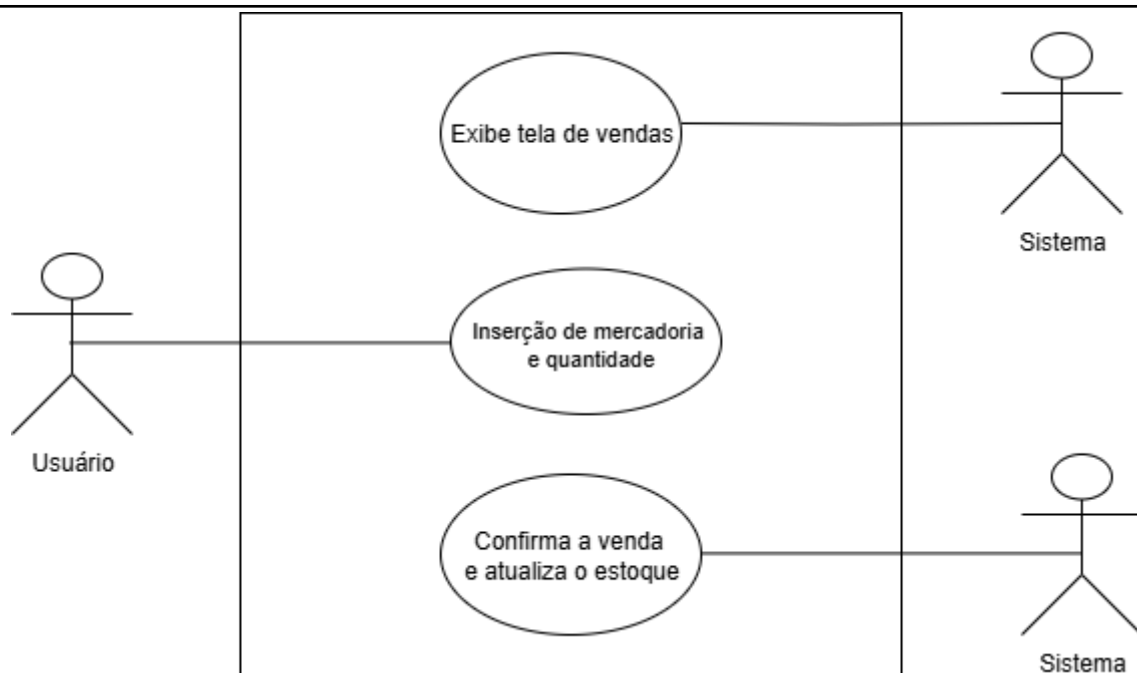 Exibe tela de vendas
Sistema
Inserção de mercadoria
e quantidade
Usuário
Confirma a venda
e atualiza o estoque
Sistema